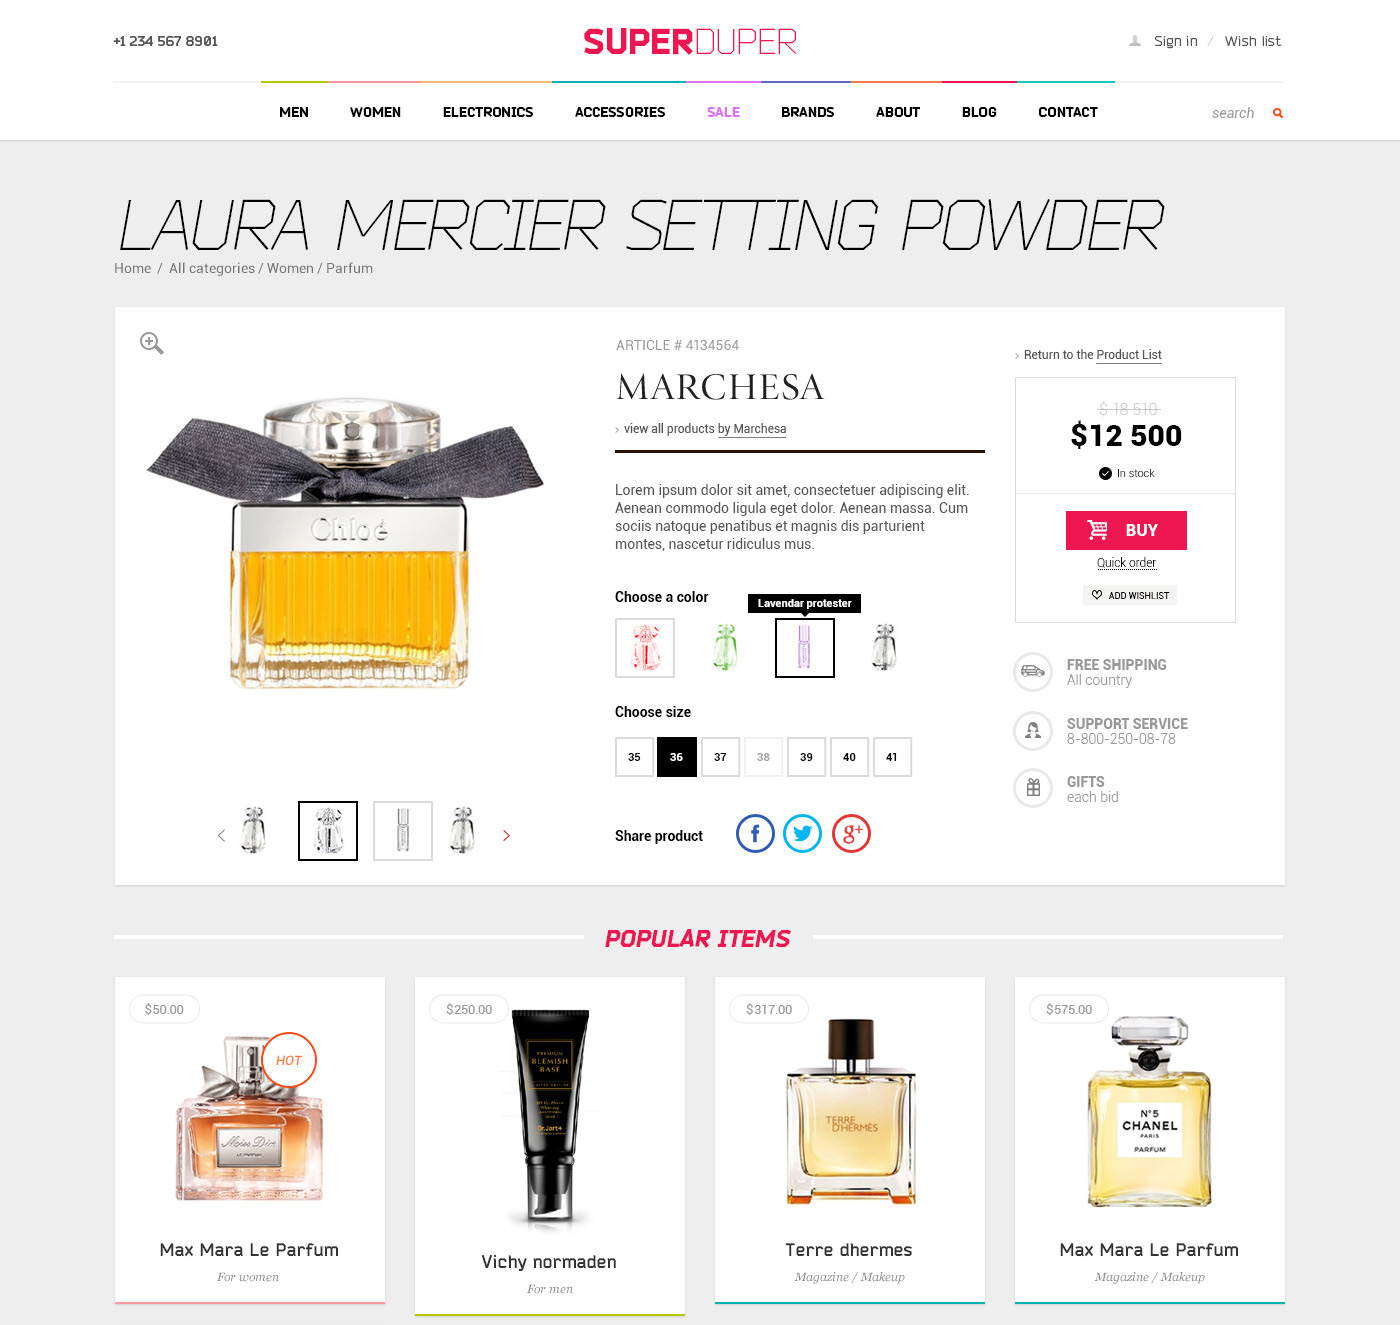 +1 234 567 8901
SUPERDUPER
Sign in / Wish list
MEN WOMEN ELECTRONICS ACCESSORIES SALE BRANDS ABOUT BLOG CONTACT
search
LAURA MERCIER SETTING POWDER
Home / All categories / Women / Parfum
ARTICLE # 4134564
MARCHESA
› view all products by Marchesa
Lorem ipsum dolor sit amet, consectetuer adipiscing elit.
Aenean commodo ligula eget dolor. Aenean massa. Cum
sociis natoque penatibus et magnis dis parturient
montes, nascetur ridiculus mus.
Choose a color
Lavendar protester
Choose size
35 36 37 38 39 40 41
Share product
f g+
› Return to the Product List
$ 18 510
$12 500
In stock
BUY
Quick order
ADD WISHLIST
FREE SHIPPING
All country
SUPPORT SERVICE
8-800-250-08-78
GIFTS
each bid
Chloé
POPULAR ITEMS
$50.00
HOT
Miss Dior
LE PARFUM
Max Mara Le Parfum
For women
$250.00
PREMIUM
BLEMISH
BASE
Dr.Jart+
Vichy normaden
For men
$317.00
TERRE
D'HERMÈS
Terre dhermes
Magazine / Makeup
$575.00
N°5
CHANEL
PARIS
PARFUM
Max Mara Le Parfum
Magazine / Makeup